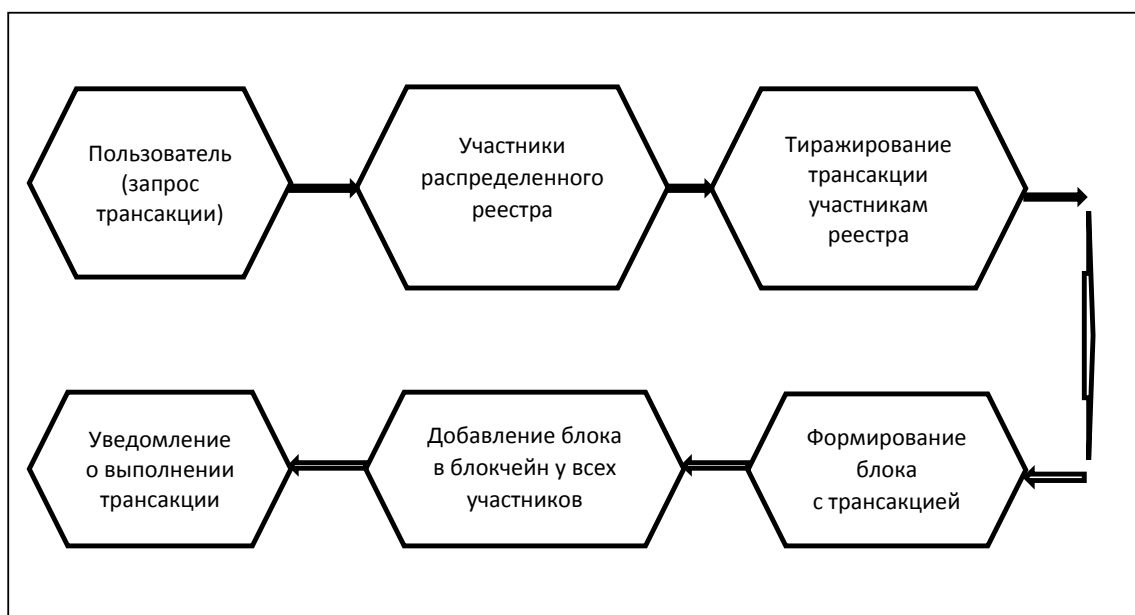 Пользователь
(запрос
трансакции)
Участники
распределенного
реестра
Тиражирование
трансакции
участникам
реестра
Формирование
блока
с трансакцией
Добавление блока
в блокчейн у всех
участников
Уведомление
о выполнении
трансакции